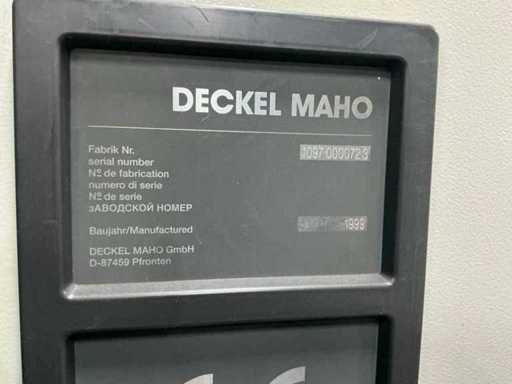 DECKEL MAHO
Fabrik Nr.
serial number
Nº de fabrication
numero di serie
Nº de serie
зАВОДСКОЙ НОМЕР
Baujahr/Manufactured 1999
DECKEL MAHO GmbH
D-87459 Pfronten